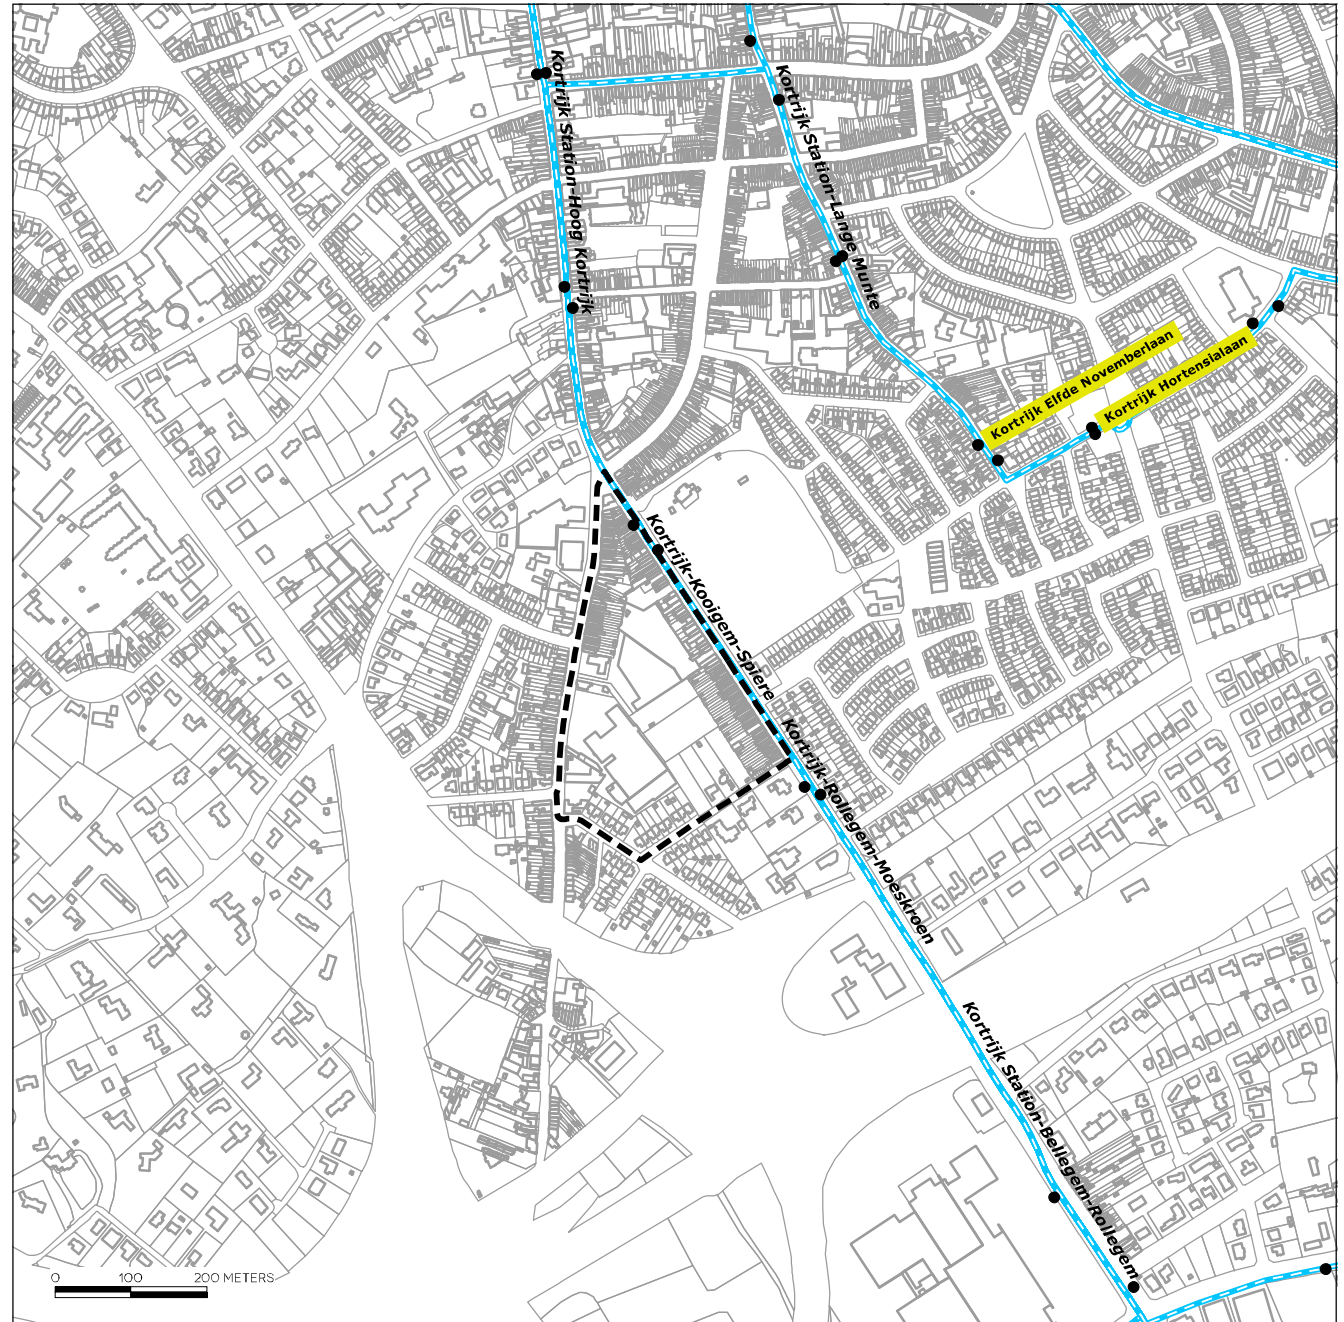 Kortrijk Station-Hoog Kortrijk
Kortrijk Station-Lange Munte
Kortrijk Elfde Novemberlaan
Kortrijk Hortensialaan
Kortrijk-Kooigem-Spiere
Kortrijk-Rollegem-Moeskroen
Kortrijk Station-Bellegem-Rollegem
0 100 200 METERS